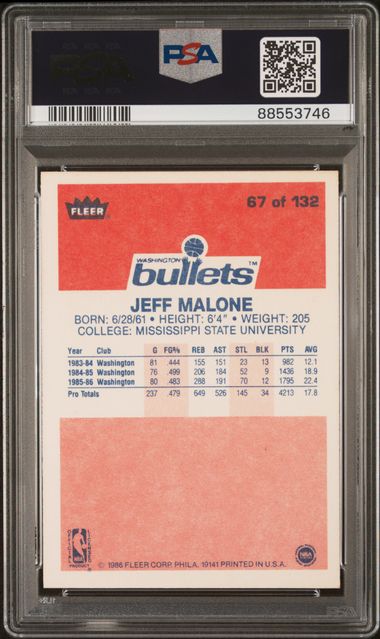 PSA
88553746
FLEER
67 of 132
WASHINGTON
bullets™
JEFF MALONE
BORN: 6/28/61 • HEIGHT: 6'4" • WEIGHT: 205
COLLEGE: MISSISSIPPI STATE UNIVERSITY
Year Club G FG% REB AST STL BLK PTS AVG
1983-84 Washington 81 .444 155 151 23 13 982 12.1
1984-85 Washington 76 .499 206 184 52 9 1436 18.9
1985-86 Washington 80 .483 288 191 70 12 1795 22.4
Pro Totals 237 .479 649 526 145 34 4213 17.8
© 1986 FLEER CORP. PHILA. 19141 PRINTED IN U.S.A.